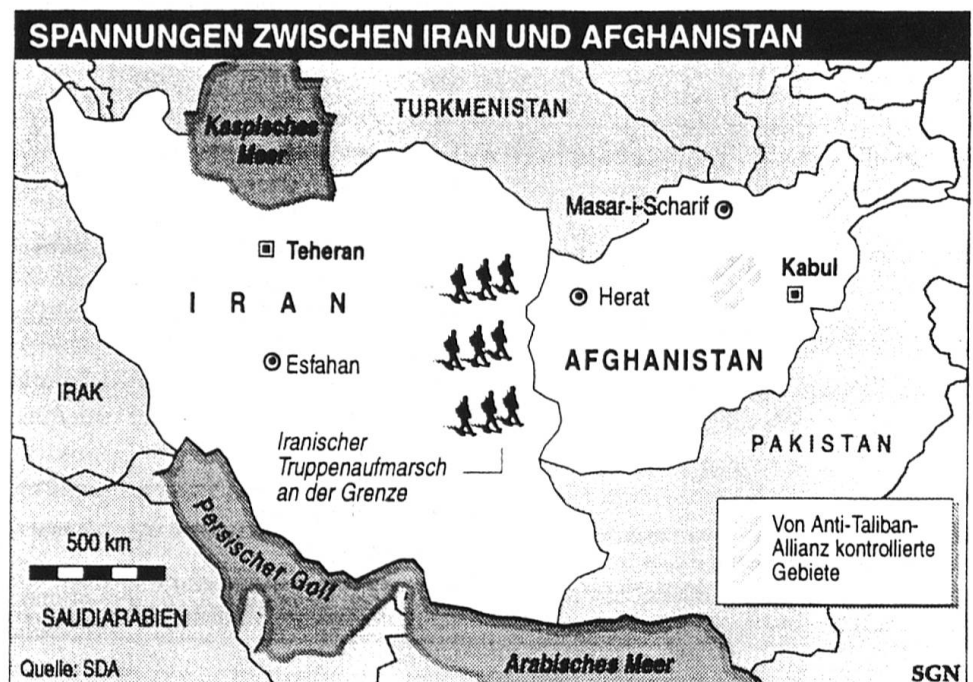 SPANNUNGEN ZWISCHEN IRAN UND AFGHANISTAN
Kaspisches
Meer
TURKMENISTAN
Masar-i-Scharif
Teheran
Kabul
IRAN
Herat
Esfahan
AFGHANISTAN
IRAK
PAKISTAN
Iranischer
Truppenaufmarsch
an der Grenze
Persischer Golf
500 km
Von Anti-Taliban-
Allianz kontrollierte
Gebiete
SAUDIARABIEN
Arabisches Meer
Quelle: SDA
SGN